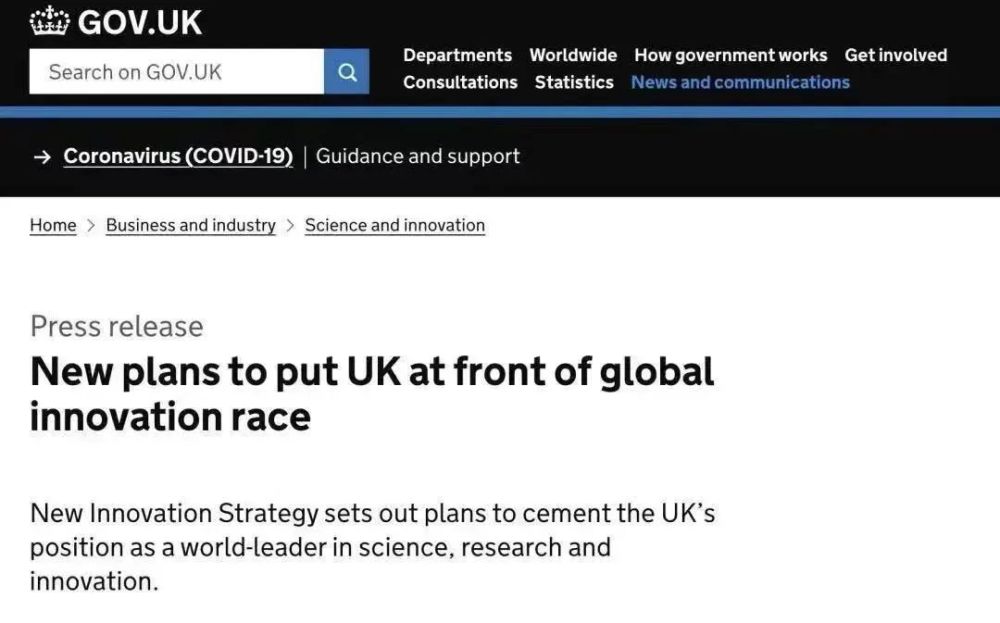 GOV.UK
Search on GOV.UK
Departments Worldwide How government works Get involved
Consultations Statistics News and communications
→ Coronavirus (COVID-19) | Guidance and support
Home > Business and industry > Science and innovation
Press release
New plans to put UK at front of global
innovation race
New Innovation Strategy sets out plans to cement the UK’s
position as a world-leader in science, research and
innovation.